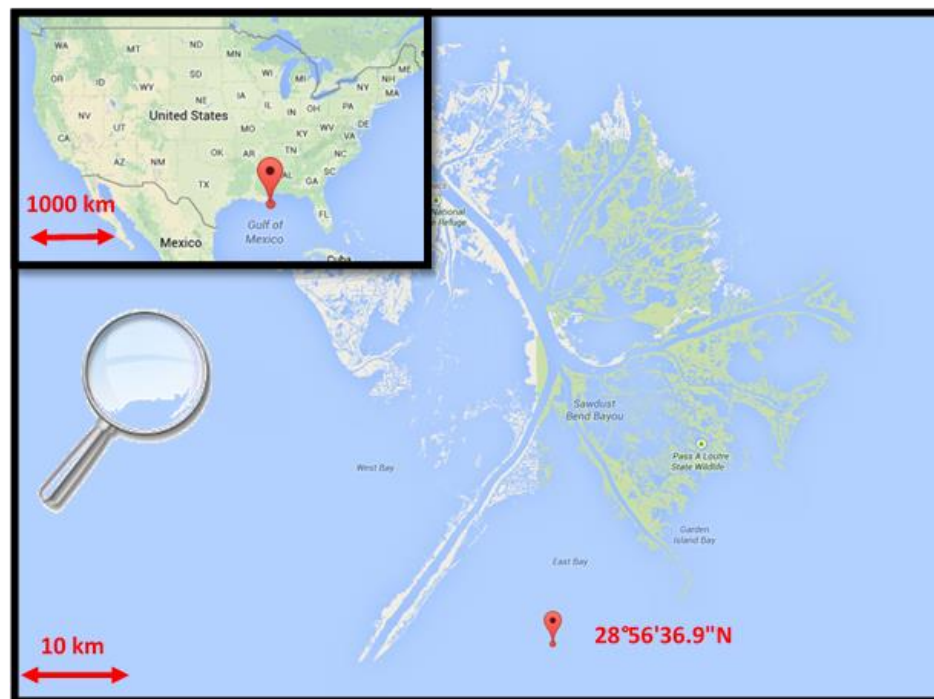 WA
MT
ND
MN
OR
ID
WY
SD
WI
MI
NY
ME
NH
MA
NV
UT
NE
IA
IL
IN
OH
PA
United States
MO
KY
WV
VA
DE
CA
AZ
NM
OK
AR
TN
NC
SC
AL
GA
TX
FL
1000 km
Gulf of
Mexico
Mexico
Cuba
National
Refuge
Sawdust
Bend Bayou
West Bay
Pass A Loutre
State Wildlife
Garden
Island Bay
East Bay
28°56'36.9"N
10 km